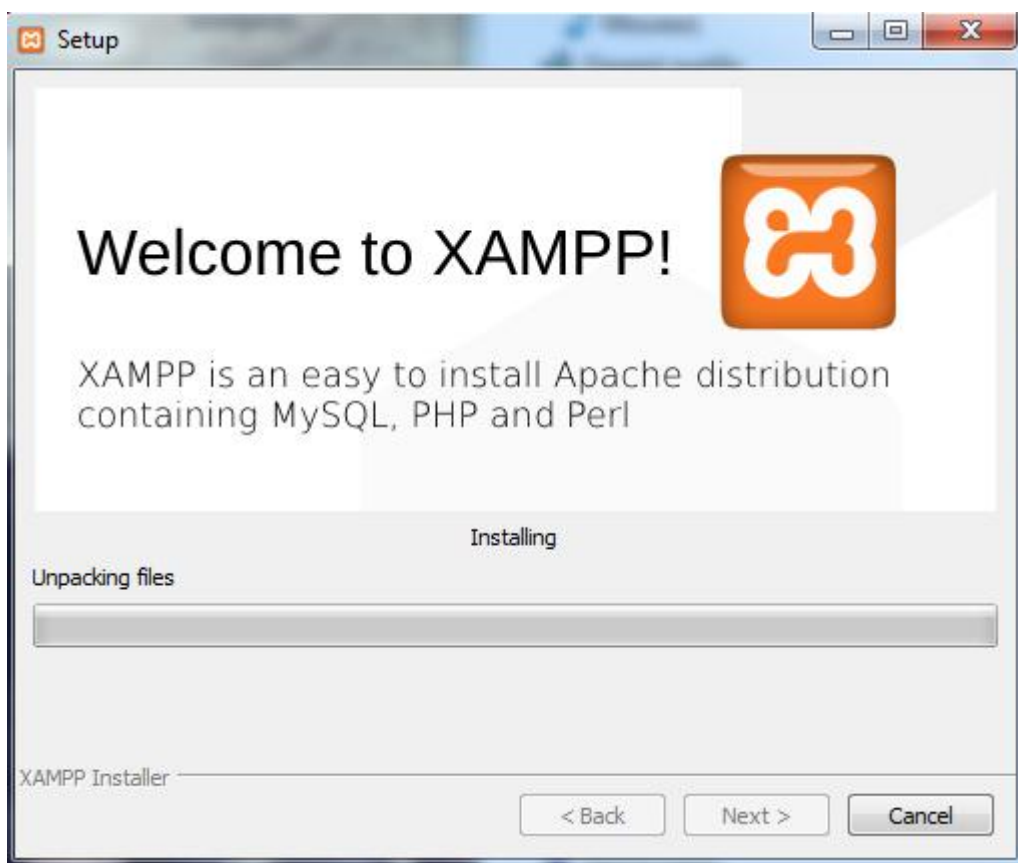 Setup
Welcome to XAMPP!
XAMPP is an easy to install Apache distribution
containing MySQL, PHP and Perl
Installing
Unpacking files
XAMPP Installer
< Back
Next >
Cancel